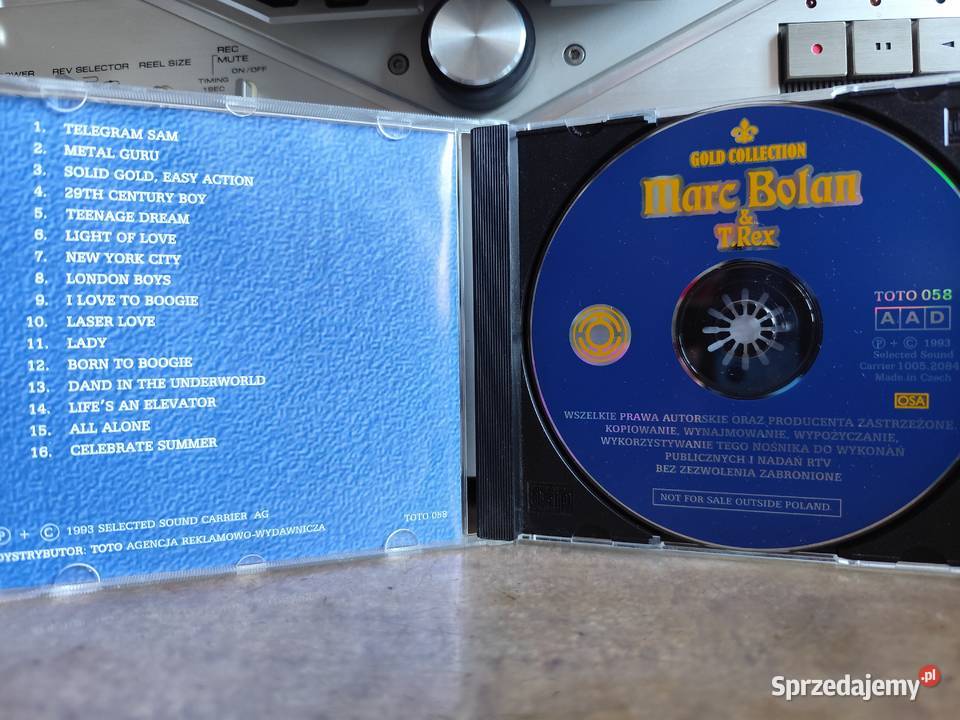 REV SELECTOR
REEL SIZE
REC
MUTE
ON/OFF
TIMING
1SEC
1. TELEGRAM SAM
2. METAL GURU
3. SOLID GOLD, EASY ACTION
4. 29TH CENTURY BOY
5. TEENAGE DREAM
6. LIGHT OF LOVE
7. NEW YORK CITY
8. LONDON BOYS
9. I LOVE TO BOOGIE
10. LASER LOVE
11. LADY
12. BORN TO BOOGIE
13. DAND IN THE UNDERWORLD
14. LIFE'S AN ELEVATOR
15. ALL ALONE
16. CELEBRATE SUMMER
Ⓟ + © 1993 SELECTED SOUND CARRIER AG
DYSTRYBUTOR: TOTO AGENCJA REKLAMOWO-WYDAWNICZA
TOTO 058
GOLD COLLECTION
Marc Bolan
&
T.Rex
TOTO 058
AAD
Ⓟ + © 1993
Selected Sound
Carrier 1005.2084
Made in Czech
OSA
WSZELKIE PRAWA AUTORSKIE ORAZ PRODUCENTA ZASTRZEŻONE,
KOPIOWANIE, WYNAJMOWANIE, WYPOŻYCZANIE,
WYKORZYSTYWANIE TEGO NOŚNIKA DO WYKONAŃ
PUBLICZNYCH I NADAŃ RTV
BEZ ZEZWOLENIA ZABRONIONE
NOT FOR SALE OUTSIDE POLAND.
Sprzedajemy.pl